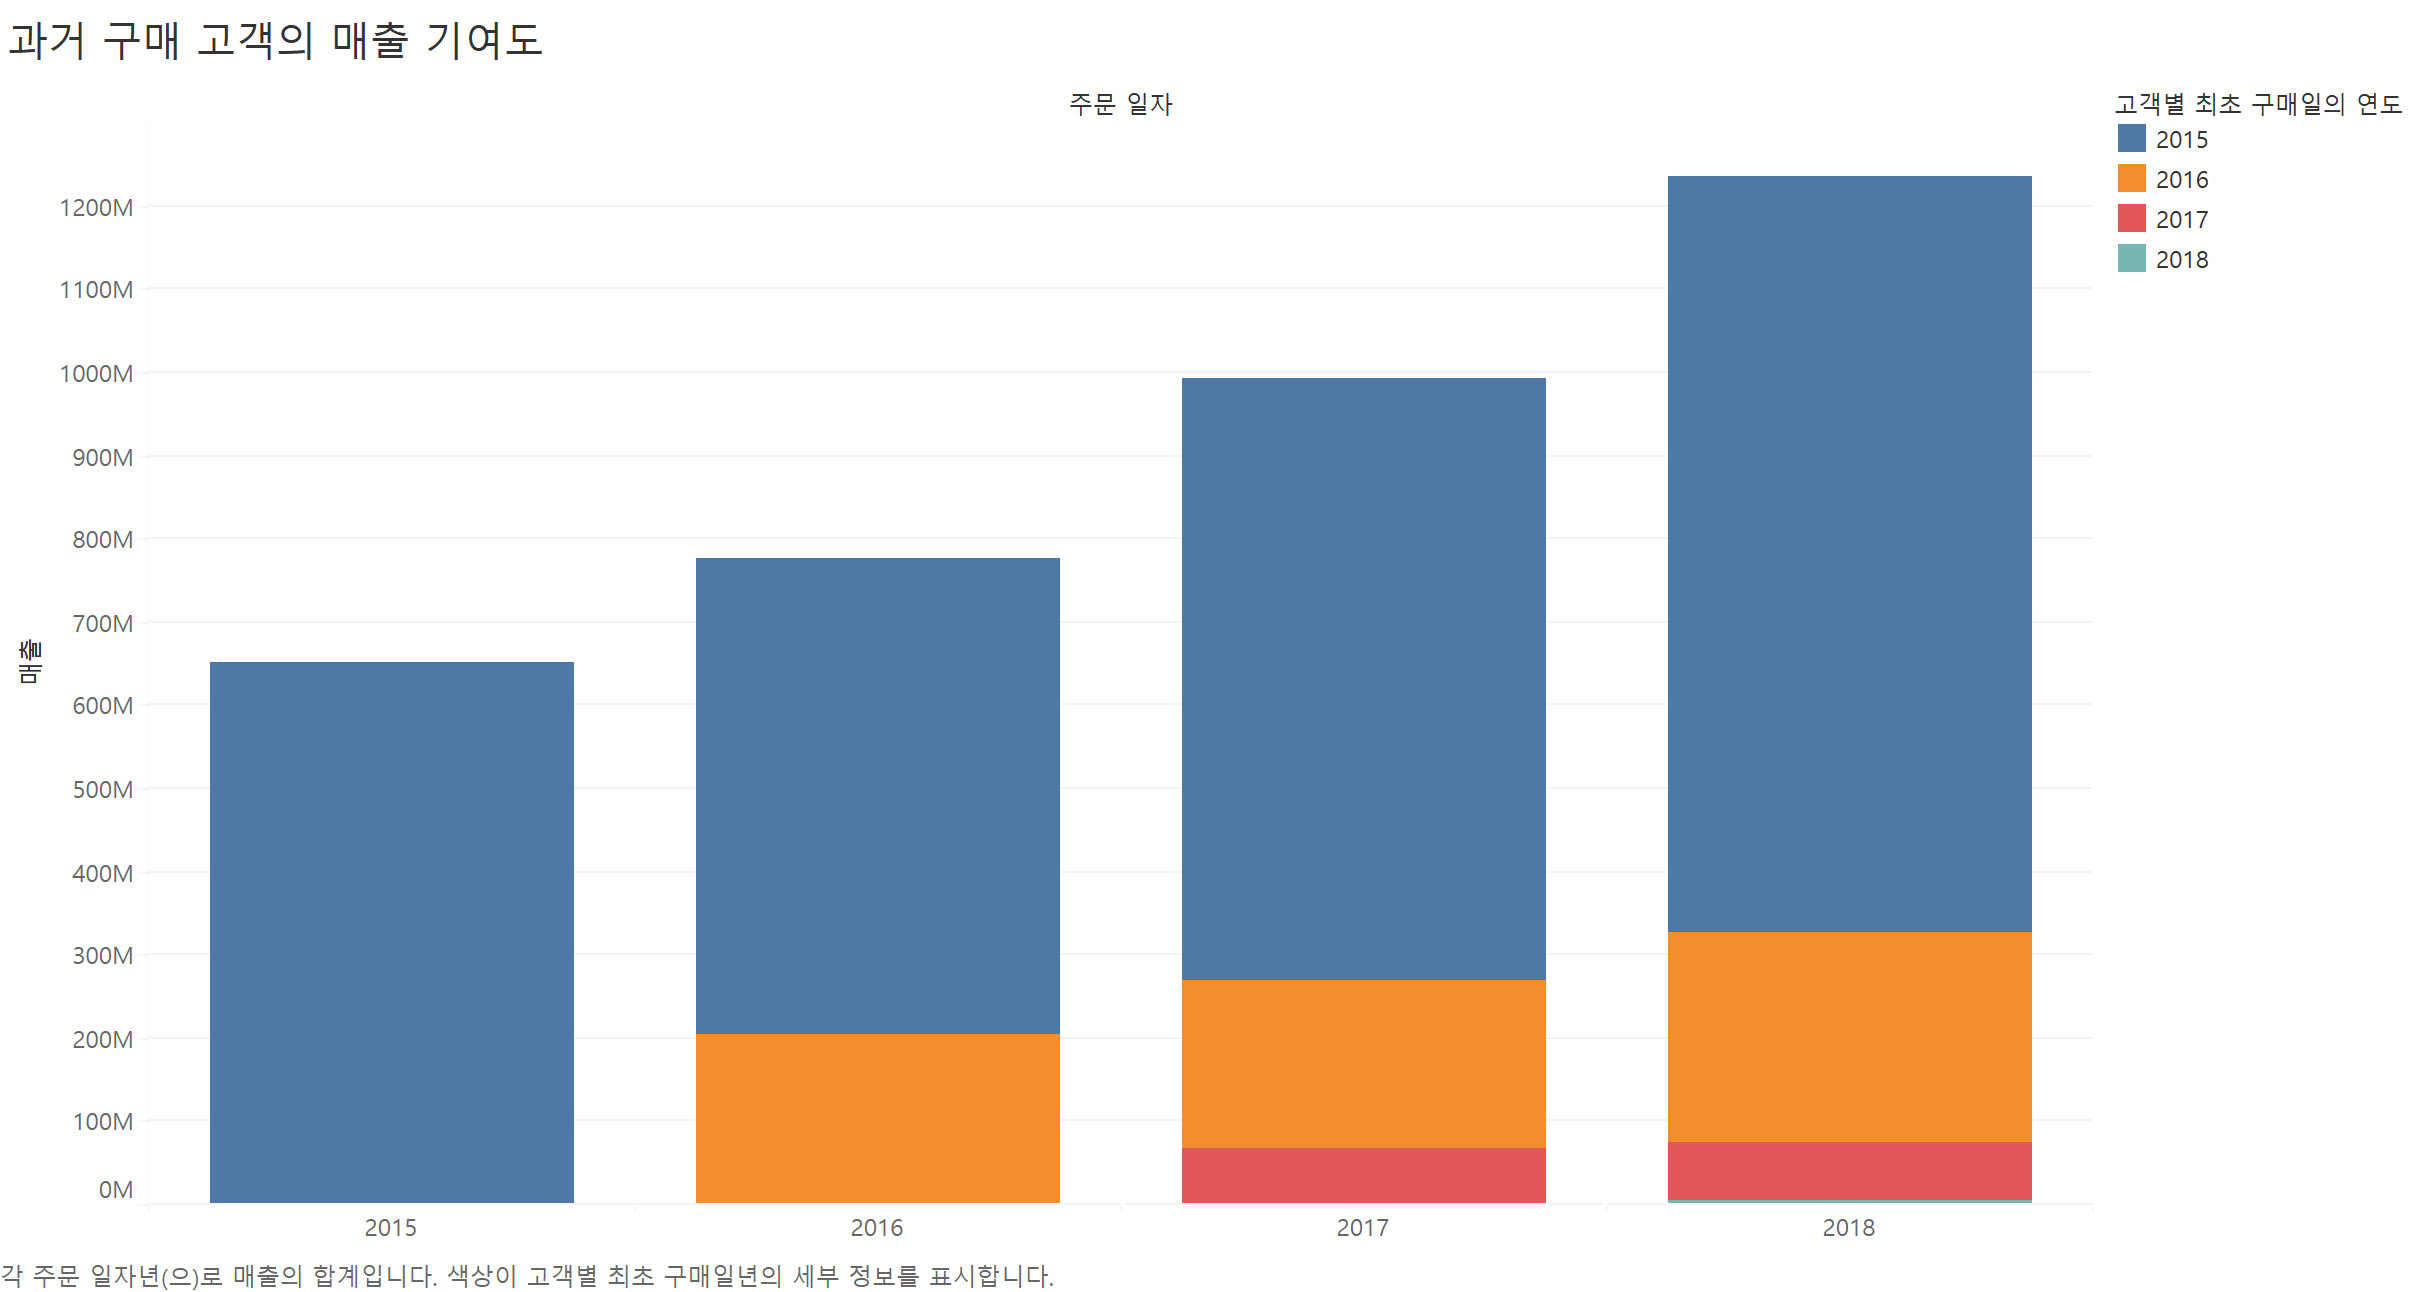 과거 구매 고객의 매출 기여도
주문 일자
고객별 최초 구매일의 연도
2015
2016
2017
2018
매출
1200M
1100M
1000M
900M
800M
700M
600M
500M
400M
300M
200M
100M
0M
2015
2016
2017
2018
각 주문 일자년(으)로 매출의 합계입니다. 색상이 고객별 최초 구매일년의 세부 정보를 표시합니다.